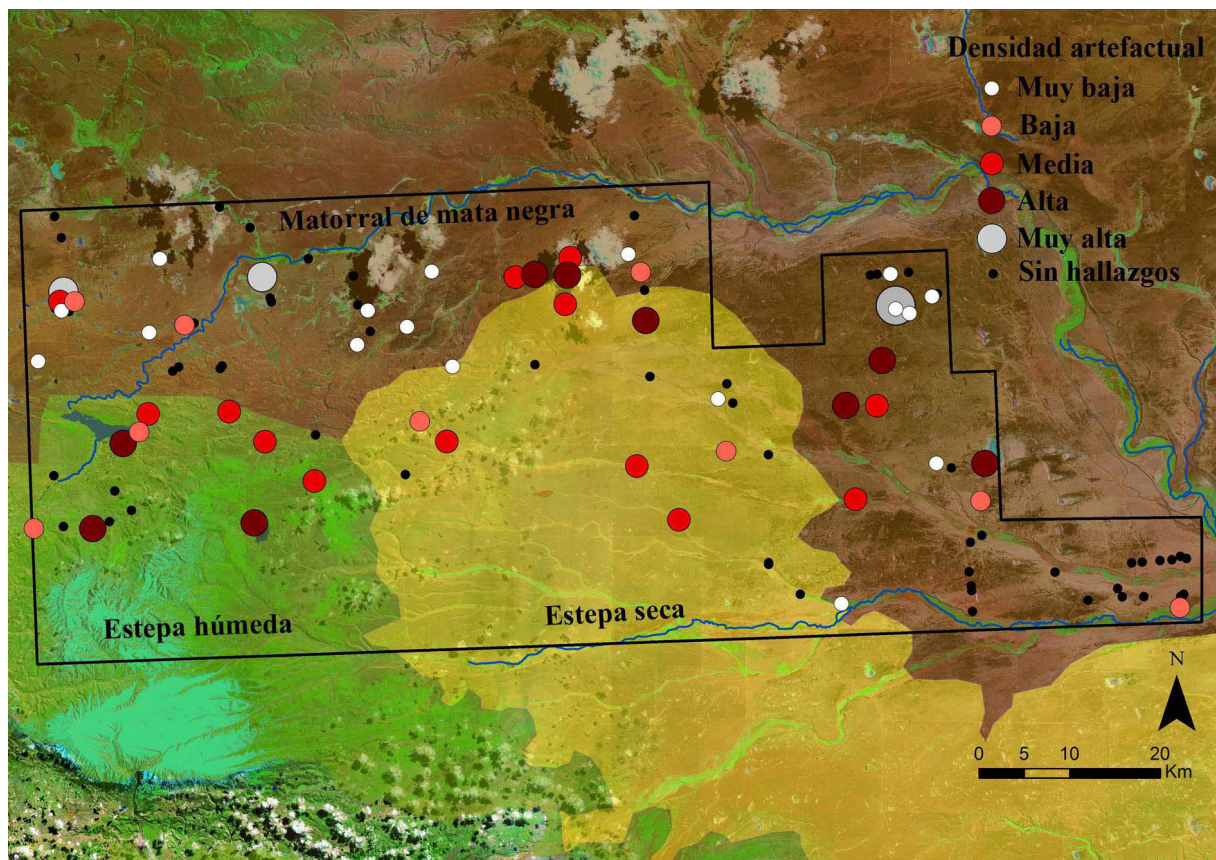 Densidad artefactual
Muy baja
Baja
Media
Alta
Muy alta
Sin hallazgos
Matorral de mata negra
Estepa húmeda
Estepa seca
N
0 5 10 20
Km